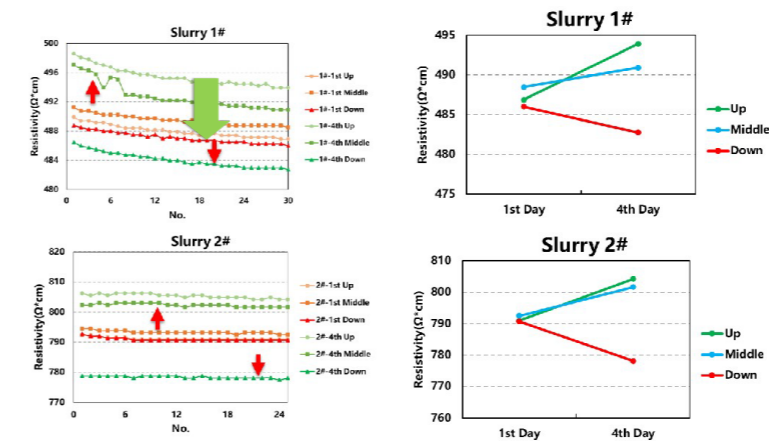 Slurry 1#
Resistivity(Ω*cm)
500
496
492
488
484
480
0
6
12
18
24
30
No.
1#-1st Up
1#-1st Middle
1#-1st Down
1#-4th Up
1#-4th Middle
1#-4th Down
Slurry 1#
Resistivity(Ω*cm)
495
490
485
480
475
1st Day
4th Day
Up
Middle
Down
Slurry 2#
Resistivity(Ω*cm)
820
810
800
790
780
770
0
6
12
18
24
No.
2#-1st Up
2#-1st Middle
2#-1st Down
2#-4th Up
2#-4th Middle
2#-4th Down
Slurry 2#
Resistivity(Ω*cm)
810
800
790
780
770
760
1st Day
4th Day
Up
Middle
Down